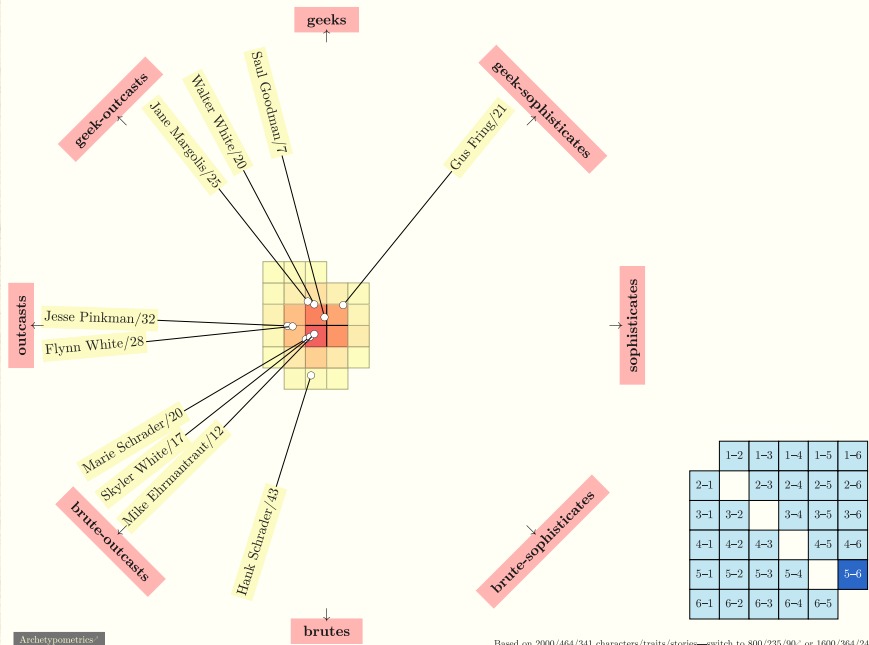 geeks
geek-outcasts
geek-sophisticates
Saul Goodman/7
Walter White/20
Jane Margolis/25
Gus Fring/21
outcasts
Jesse Pinkman/32
Flynn White/28
sophisticates
Marie Schrader/20
Skyler White/17
Mike Ehrmantraut/12
Hank Schrader/43
brute-outcasts
brute-sophisticates
brutes
1–2 1–3 1–4 1–5 1–6
2–1 2–3 2–4 2–5 2–6
3–1 3–2 3–4 3–5 3–6
4–1 4–2 4–3 4–5 4–6
5–1 5–2 5–3 5–4 5–6
6–1 6–2 6–3 6–4 6–5
Archetypometrics
Based on 2000/464/341 characters/traits/stories—switch to 800/235/90 or 1600/364/24